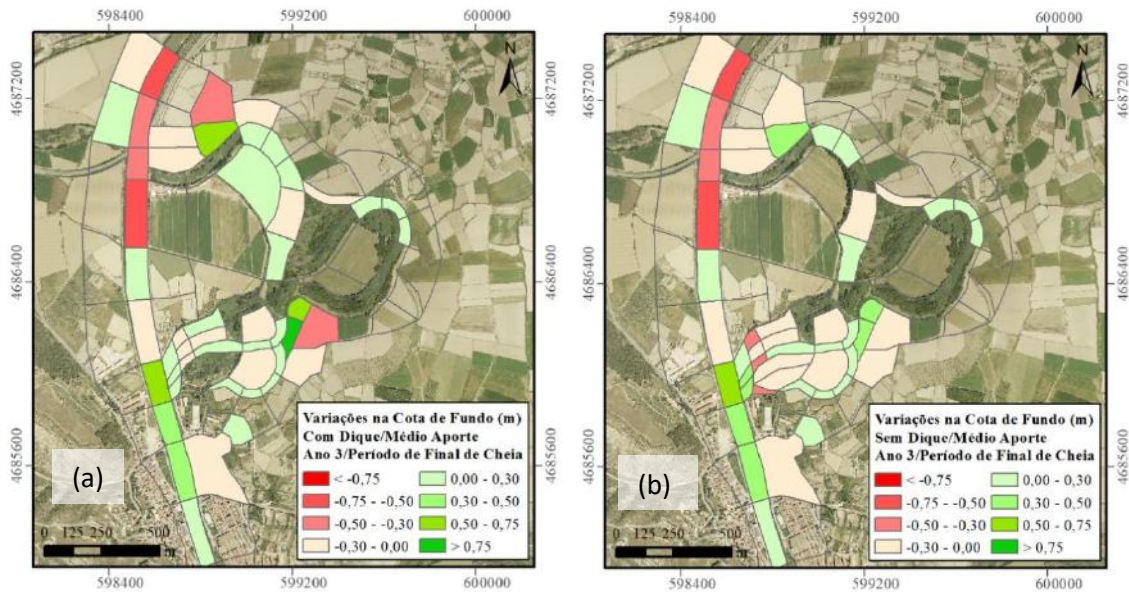 598400 599200 600000
598400 599200 600000
N
N
4687200
4687200
4687200
4686400
4686400
4686400
4685600
4685600
4685600
Variações na Cota de Fundo (m)
Com Dique/Médio Aporte
Ano 3/Período de Final de Cheia
< -0,75 0,00 - 0,30
-0,75 - -0,50 0,30 - 0,50
-0,50 - -0,30 0,50 - 0,75
-0,30 - 0,00 > 0,75
(a)
0 125 250 500
m
Variações na Cota de Fundo (m)
Sem Dique/Médio Aporte
Ano 3/Período de Final de Cheia
< -0,75 0,00 - 0,30
-0,75 - -0,50 0,30 - 0,50
-0,50 - -0,30 0,50 - 0,75
-0,30 - 0,00 > 0,75
(b)
0 125 250 500
m
598400 599200 600000
598400 599200 600000